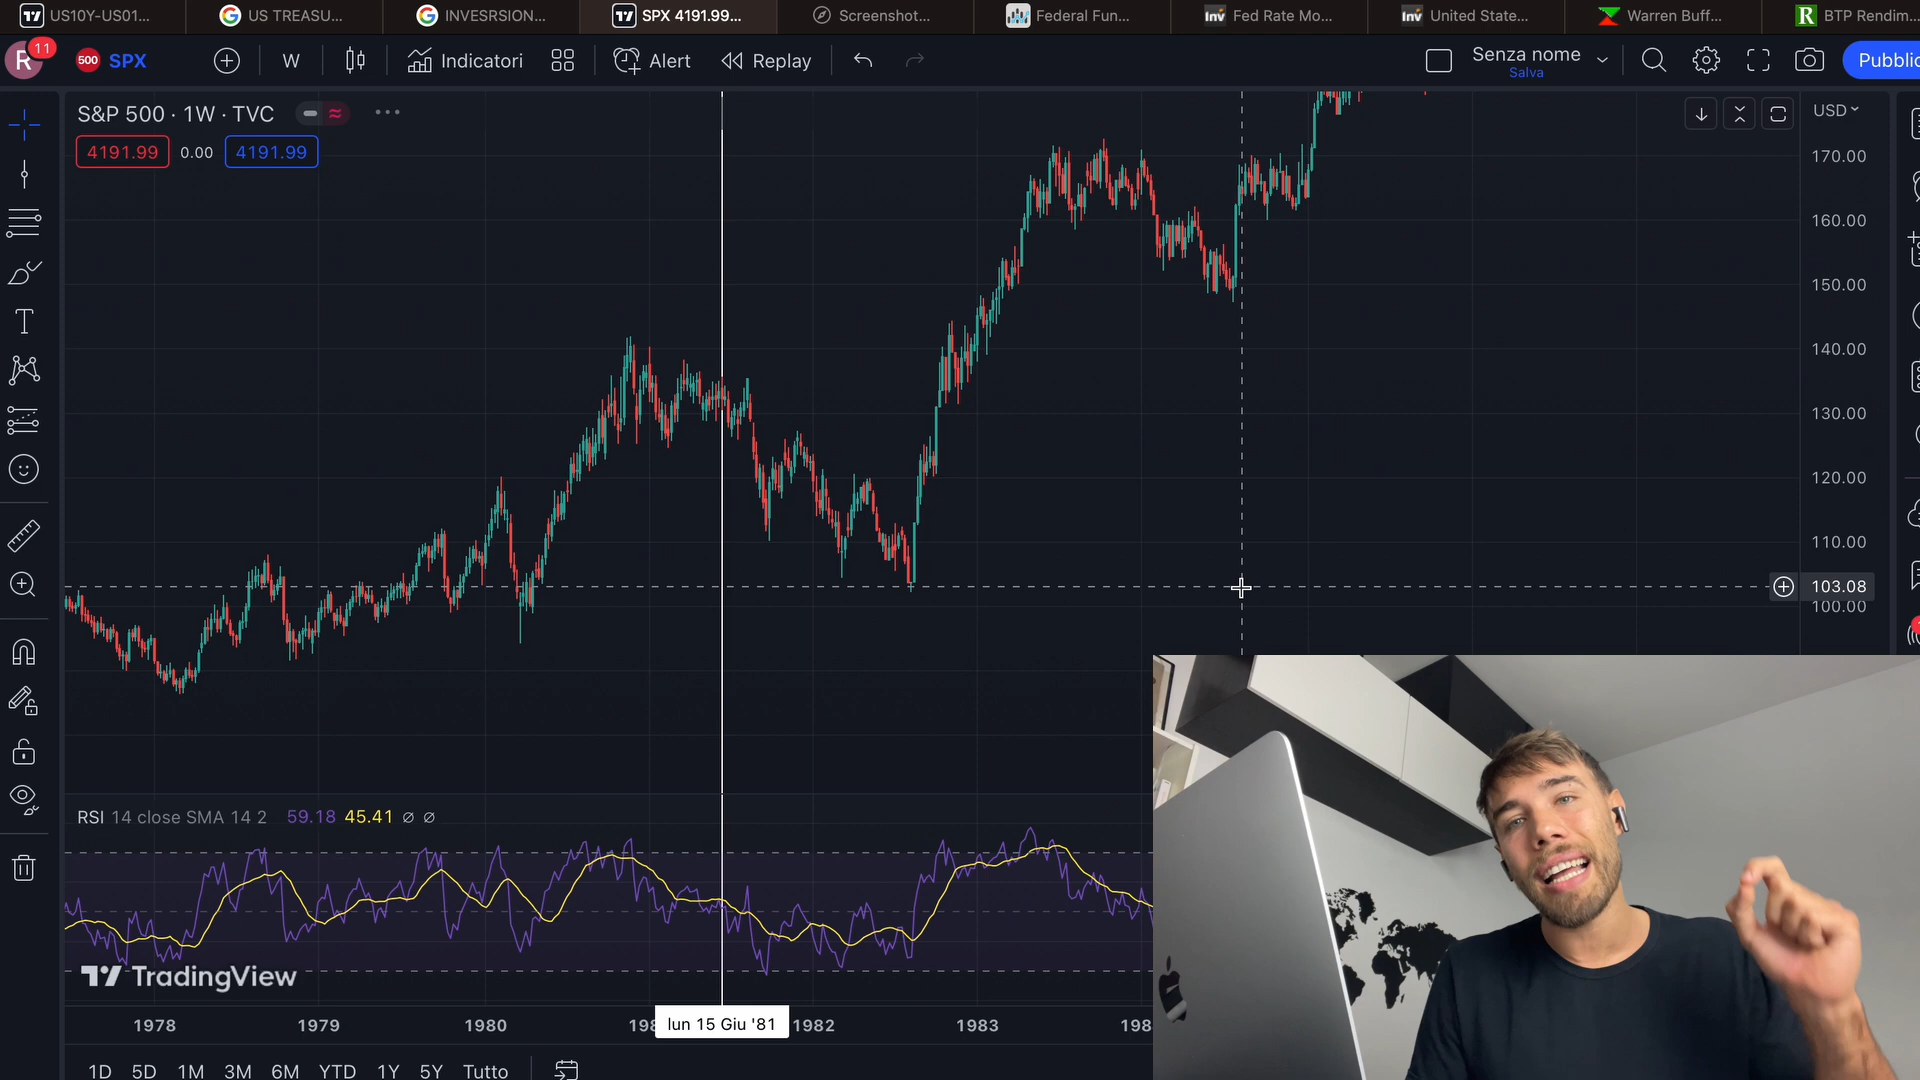 US10Y-US01...
US TREASU...
INVESRSION...
SPX 4191.99...
Screenshot...
Federal Fun...
Fed Rate Mo...
United State...
Warren Buff...
BTP Rendim...
R
11
500
SPX
W
Indicatori
Alert
Replay
Senza nome
Salva
Pubblic
S&P 500 · 1W · TVC
USD
4191.99
0.00
4191.99
170.00
160.00
150.00
140.00
130.00
120.00
110.00
103.08
100.00
RSI 14 close SMA 14 2 59.18 45.41 ∅ ∅
TradingView
1978
1979
1980
lun 15 Giu '81
1982
1983
1D
5D
1M
3M
6M
YTD
1Y
5Y
Tutto